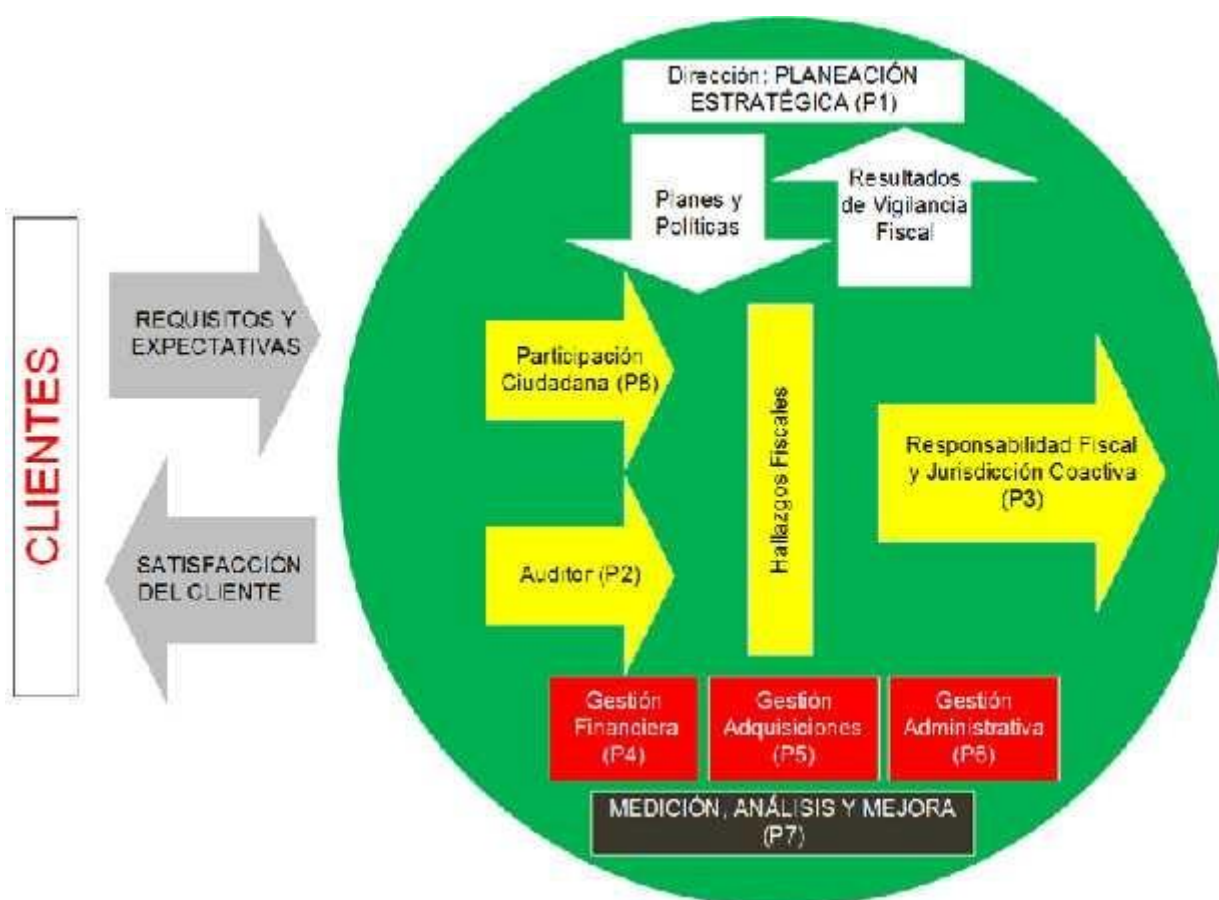 Dirección: PLANEACIÓN
ESTRATÉGICA (P1)
Planes y
Políticas
Resultados
de Vigilancia
Fiscal
CLIENTES
REQUISITOS Y
EXPECTATIVAS
SATISFACCIÓN
DEL CLIENTE
Participación
Ciudadana (P8)
Auditor (P2)
Hallazgos Fiscales
Responsabilidad Fiscal
y Jurisdicción Coactiva
(P3)
Gestión
Financiera
(P4)
Gestión
Adquisiciones
(P5)
Gestión
Administrativa
(P6)
MEDICIÓN, ANÁLISIS Y MEJORA
(P7)